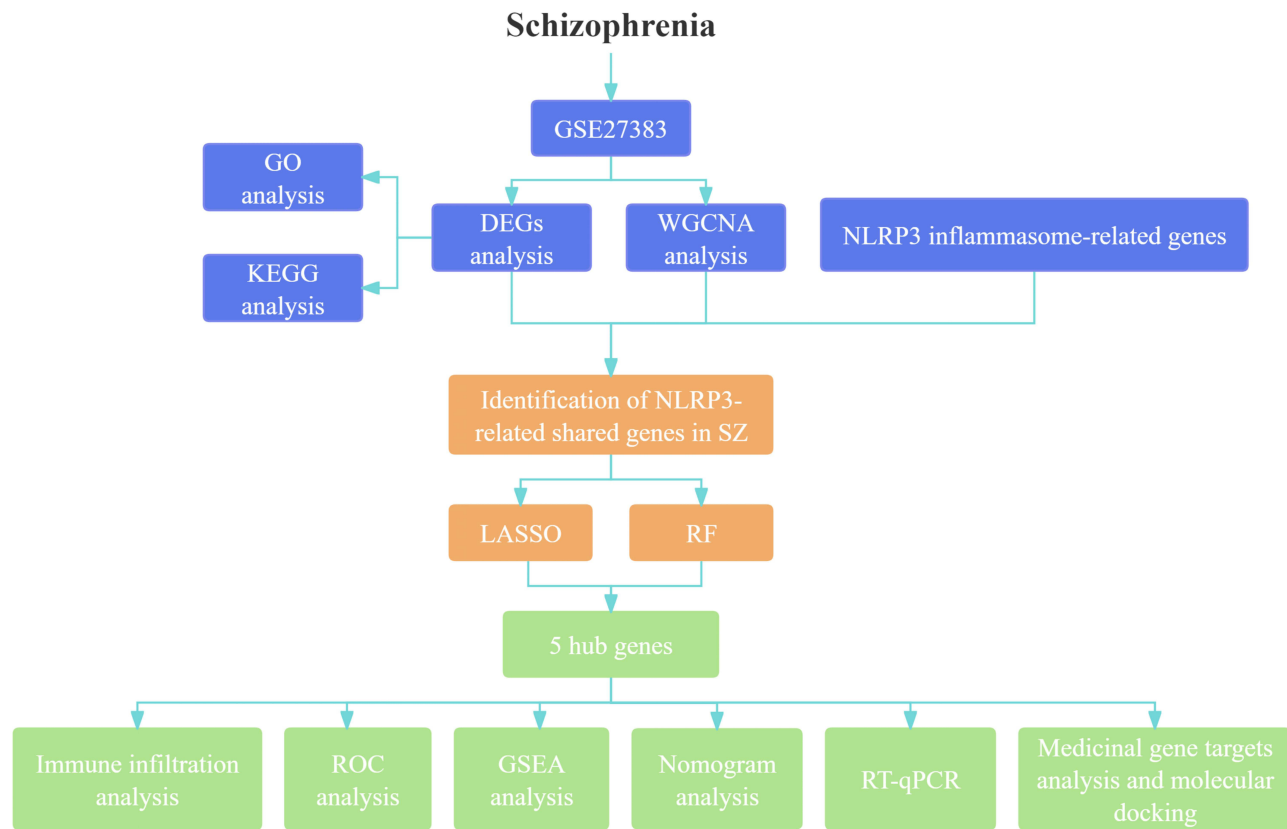 Schizophrenia
GSE27383
GO
analysis
DEGs
analysis
WGCNA
analysis
NLRP3 inflammasome-related genes
KEGG
analysis
Identification of NLRP3-
related shared genes in SZ
LASSO
RF
5 hub genes
Immune infiltration
analysis
ROC
analysis
GSEA
analysis
Nomogram
analysis
RT-qPCR
Medicinal gene targets
analysis and molecular
docking